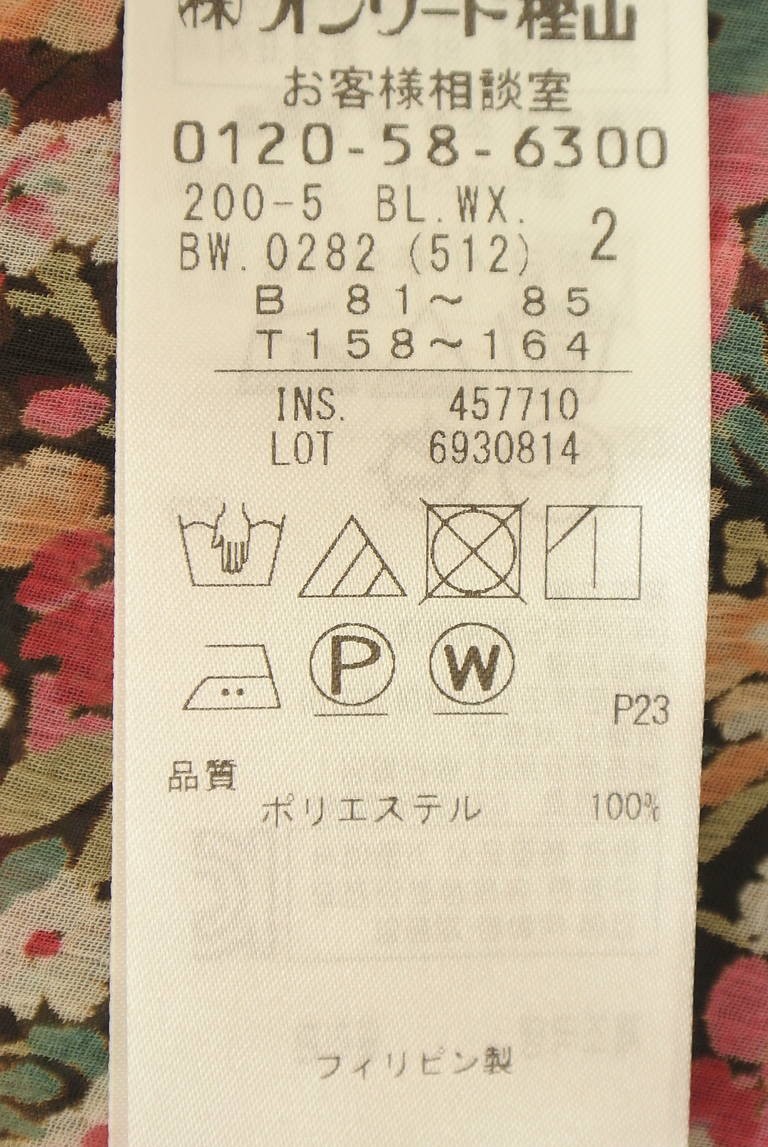 (株)オンワード樫山
お客様相談室
0120-58-6300
200-5 BL.WX.
BW.0282 (512) 2
B 81~ 85
T158~164
INS. 457710
LOT 6930814
P W
P23
品質
ポリエステル 100%
フィリピン製